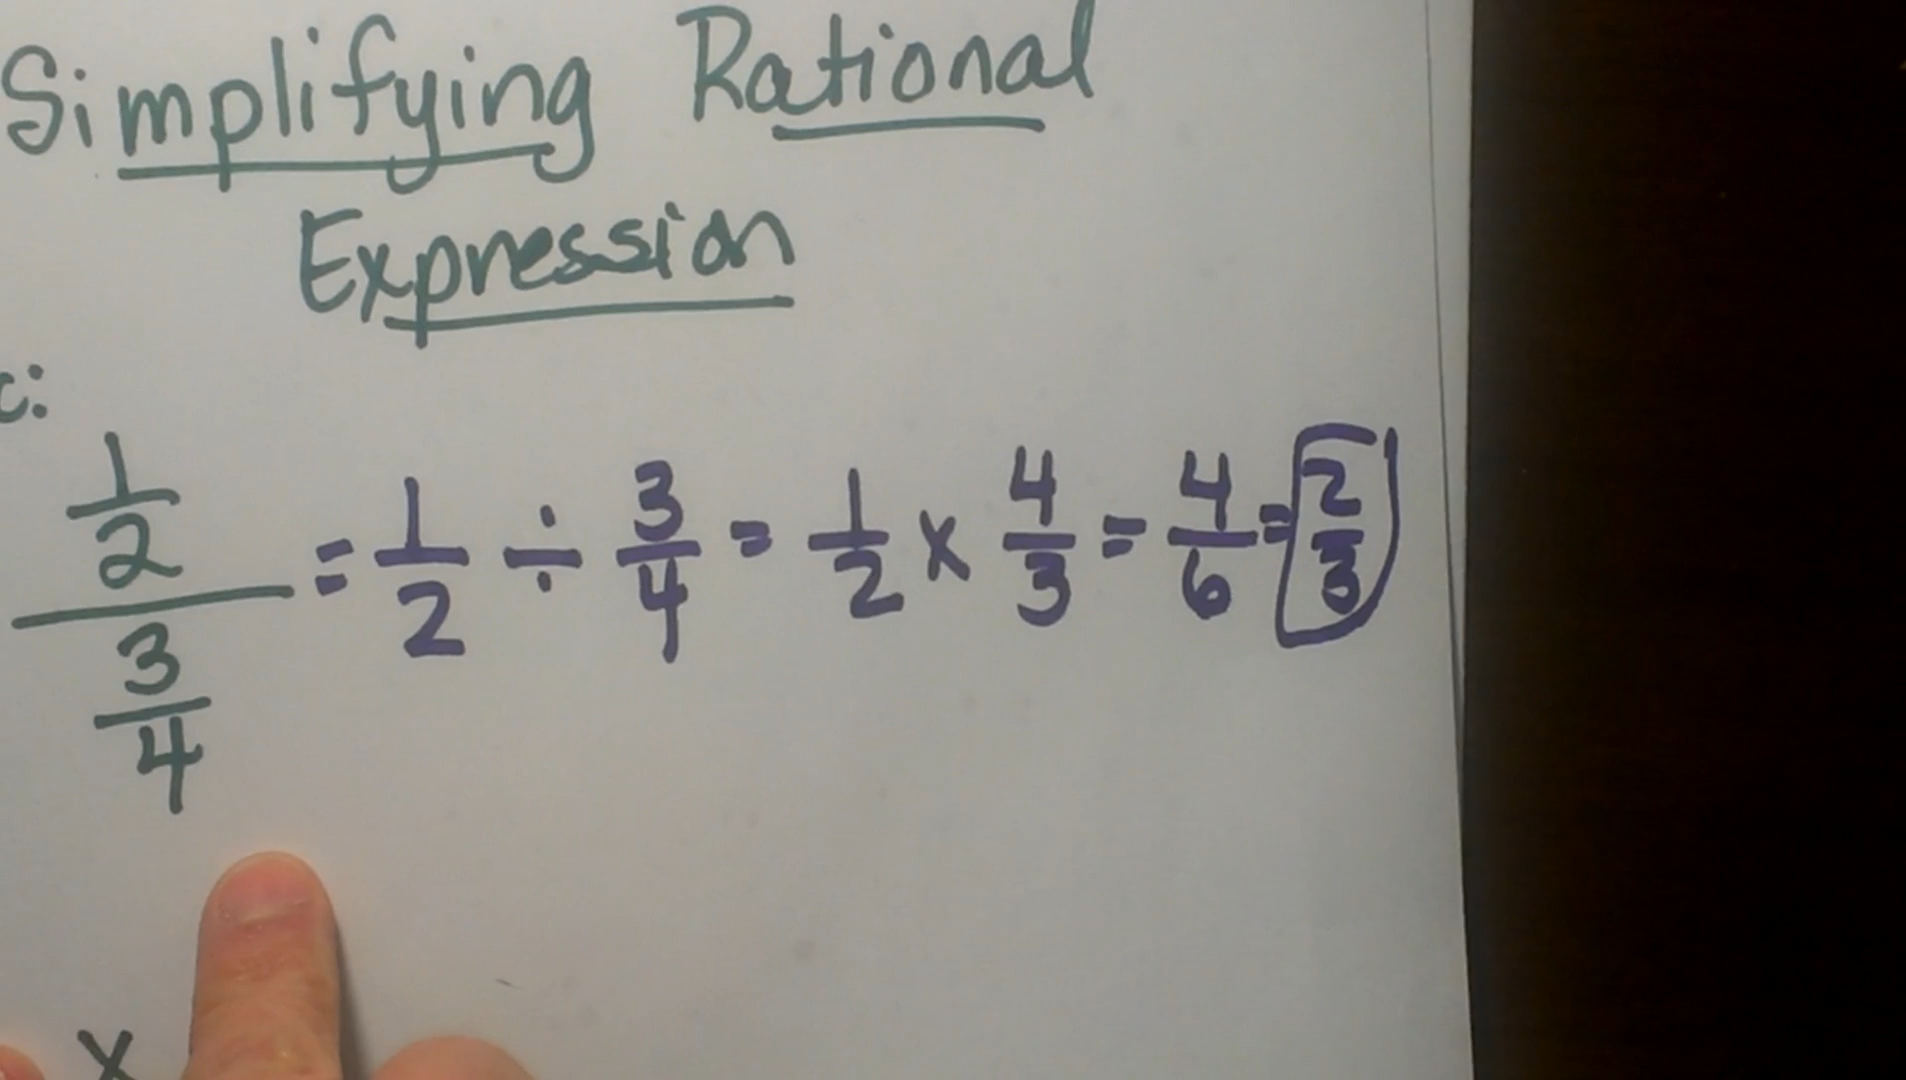 Simplifying Rational
Expression
c:
1/2 / 3/4 = 1/2 ÷ 3/4 = 1/2 x 4/3 = 4/6 = 2/3
x